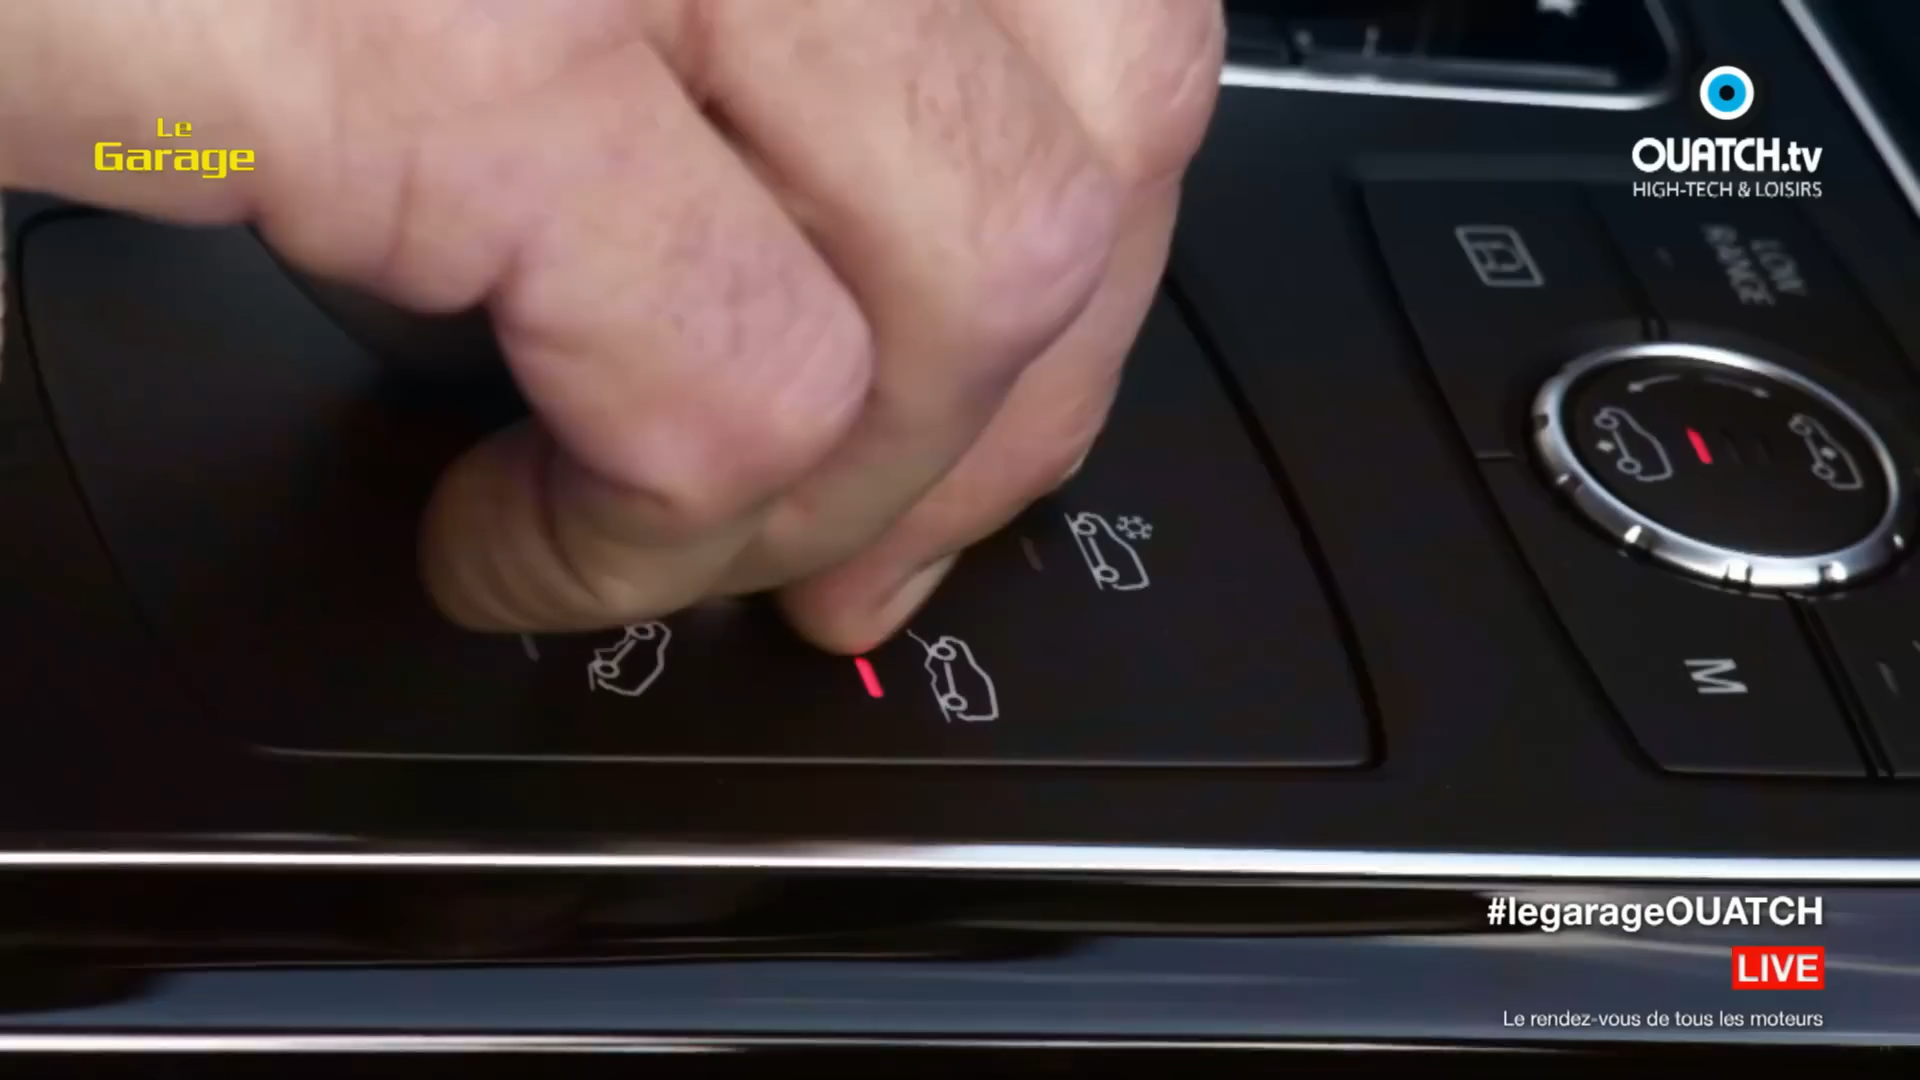 Le
Garage
OUATCH.tv
HIGH-TECH & LOISIRS
LOW
RANGE
M
#legarageOUATCH
LIVE
Le rendez-vous de tous les moteurs